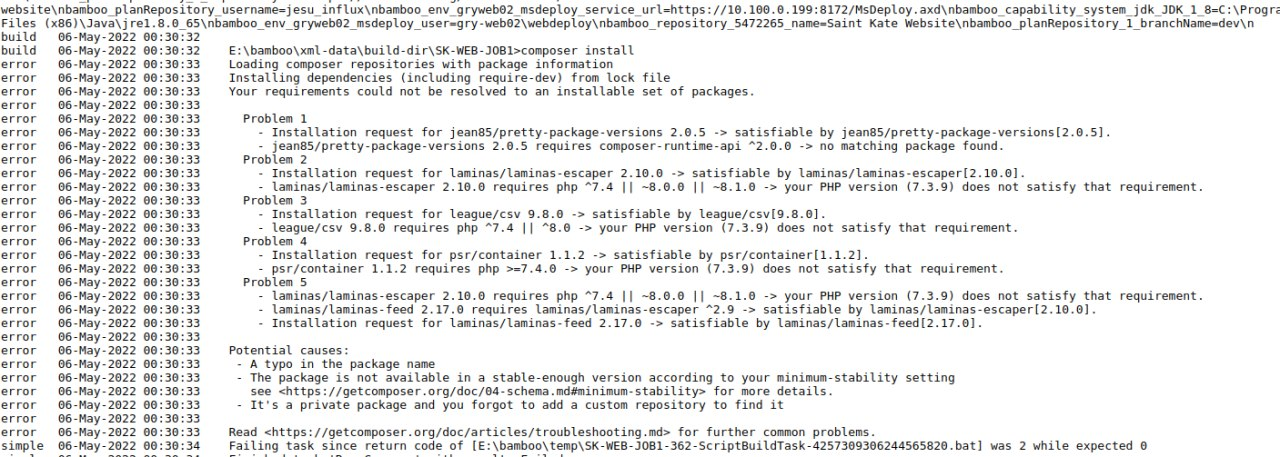 website\nbamboo_planRepository_username=jesu_influx\nbamboo_env_gryweb02_msdeploy_service_url=https://10.100.0.199:8172/MsDeploy.axd\nbamboo_capability_system_jdk_JDK_1_8=C:\Progra
Files (x86)\Java\jre1.8.0_65\nbamboo_env_gryweb02_msdeploy_user=gry-web02\webdeploy\nbamboo_repository_5472265_name=Saint Kate Website\nbamboo_planRepository_1_branchName=dev\n
build 06-May-2022 00:30:32
build 06-May-2022 00:30:32 E:\bamboo\xml-data\build-dir\SK-WEB-JOB1>composer install
error 06-May-2022 00:30:33 Loading composer repositories with package information
error 06-May-2022 00:30:33 Installing dependencies (including require-dev) from lock file
error 06-May-2022 00:30:33 Your requirements could not be resolved to an installable set of packages.
error 06-May-2022 00:30:33
error 06-May-2022 00:30:33 Problem 1
error 06-May-2022 00:30:33 - Installation request for jean85/pretty-package-versions 2.0.5 -> satisfiable by jean85/pretty-package-versions[2.0.5].
error 06-May-2022 00:30:33 - jean85/pretty-package-versions 2.0.5 requires composer-runtime-api ^2.0.0 -> no matching package found.
error 06-May-2022 00:30:33 Problem 2
error 06-May-2022 00:30:33 - Installation request for laminas/laminas-escaper 2.10.0 -> satisfiable by laminas/laminas-escaper[2.10.0].
error 06-May-2022 00:30:33 - laminas/laminas-escaper 2.10.0 requires php ^7.4 || ~8.0.0 || ~8.1.0 -> your PHP version (7.3.9) does not satisfy that requirement.
error 06-May-2022 00:30:33 Problem 3
error 06-May-2022 00:30:33 - Installation request for league/csv 9.8.0 -> satisfiable by league/csv[9.8.0].
error 06-May-2022 00:30:33 - league/csv 9.8.0 requires php ^7.4 || ^8.0 -> your PHP version (7.3.9) does not satisfy that requirement.
error 06-May-2022 00:30:33 Problem 4
error 06-May-2022 00:30:33 - Installation request for psr/container 1.1.2 -> satisfiable by psr/container[1.1.2].
error 06-May-2022 00:30:33 - psr/container 1.1.2 requires php >=7.4.0 -> your PHP version (7.3.9) does not satisfy that requirement.
error 06-May-2022 00:30:33 Problem 5
error 06-May-2022 00:30:33 - laminas/laminas-escaper 2.10.0 requires php ^7.4 || ~8.0.0 || ~8.1.0 -> your PHP version (7.3.9) does not satisfy that requirement.
error 06-May-2022 00:30:33 - laminas/laminas-feed 2.17.0 requires laminas/laminas-escaper ^2.9 -> satisfiable by laminas/laminas-escaper[2.10.0].
error 06-May-2022 00:30:33 - Installation request for laminas/laminas-feed 2.17.0 -> satisfiable by laminas/laminas-feed[2.17.0].
error 06-May-2022 00:30:33
error 06-May-2022 00:30:33 Potential causes:
error 06-May-2022 00:30:33 - A typo in the package name
error 06-May-2022 00:30:33 - The package is not available in a stable-enough version according to your minimum-stability setting
error 06-May-2022 00:30:33 see <https://getcomposer.org/doc/04-schema.md#minimum-stability> for more details.
error 06-May-2022 00:30:33 - It's a private package and you forgot to add a custom repository to find it
error 06-May-2022 00:30:33
error 06-May-2022 00:30:33 Read <https://getcomposer.org/doc/articles/troubleshooting.md> for further common problems.
simple 06-May-2022 00:30:34 Failing task since return code of [E:\bamboo\temp\SK-WEB-JOB1-362-ScriptBuildTask-4257309306244565820.bat] was 2 while expected 0